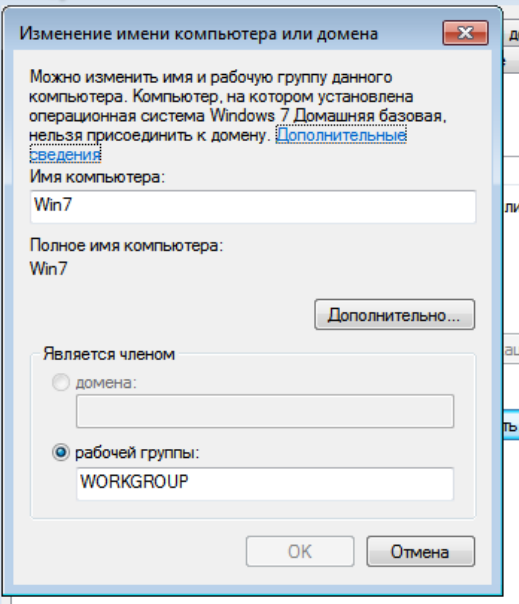 Изменение имени компьютера или домена
Можно изменить имя и рабочую группу данного
компьютера. Компьютер, на котором установлена
операционная система Windows 7 Домашняя базовая,
нельзя присоединить к домену. Дополнительные
сведения
Имя компьютера:
Win7
Полное имя компьютера:
Win7
Дополнительно...
Является членом
домена:
рабочей группы:
WORKGROUP
OK
Отмена